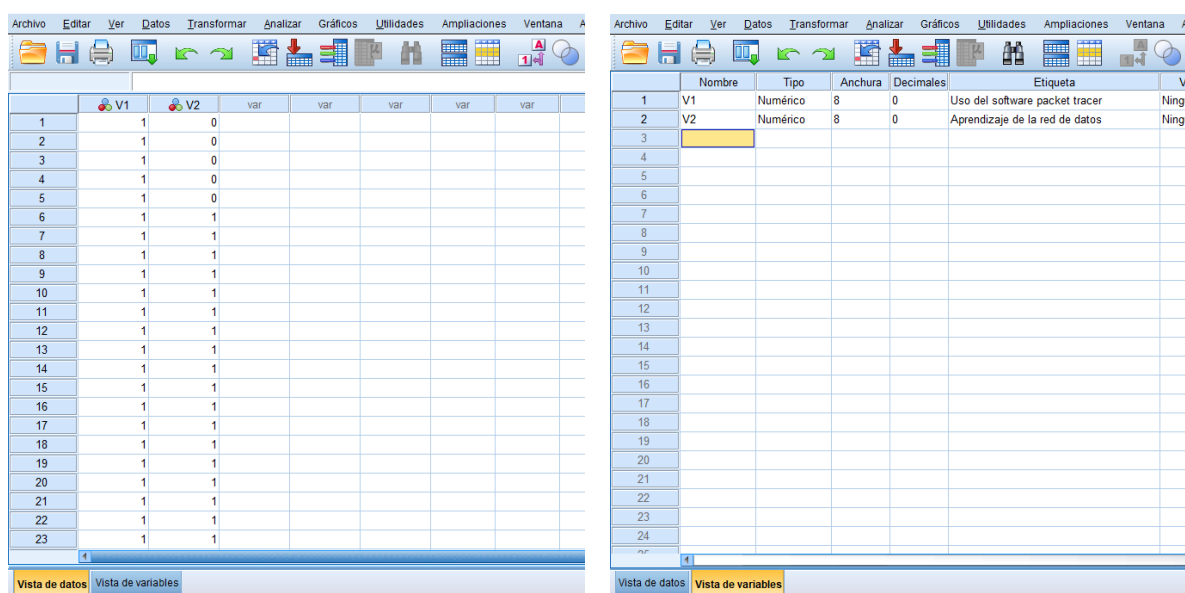 Archivo Editar Ver Datos Transformar Analizar Gráficos Utilidades Ampliaciones Ventana A
V1 V2 var var var var var
1 1 0
2 1 0
3 1 0
4 1 0
5 1 0
6 1 1
7 1 1
8 1 1
9 1 1
10 1 1
11 1 1
12 1 1
13 1 1
14 1 1
15 1 1
16 1 1
17 1 1
18 1 1
19 1 1
20 1 1
21 1 1
22 1 1
23 1 1
Vista de datos Vista de variables
Archivo Editar Ver Datos Transformar Analizar Gráficos Utilidades Ampliaciones Ventana
Nombre Tipo Anchura Decimales Etiqueta V
1 V1 Numérico 8 0 Uso del software packet tracer Ning
2 V2 Numérico 8 0 Aprendizaje de la red de datos Ning
3
4
5
6
7
8
9
10
11
12
13
14
15
16
17
18
19
20
21
22
23
24
Vista de datos Vista de variables